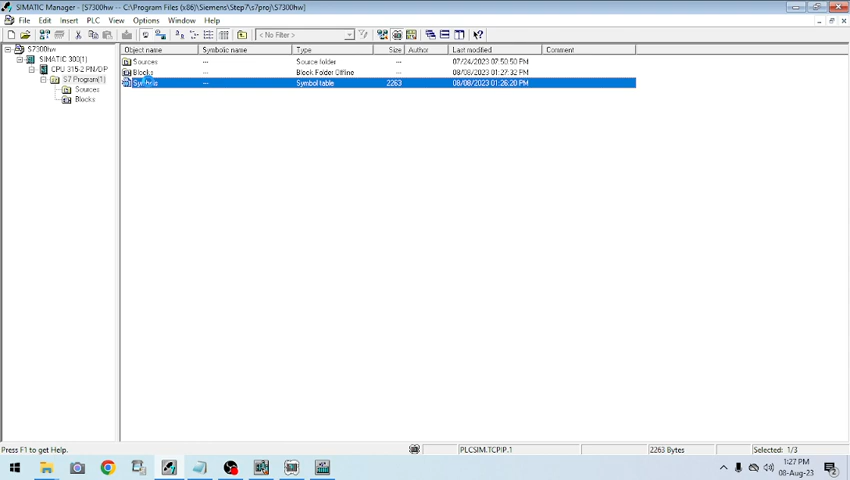 SIMATIC Manager - [S7300hw -- C:\Program Files (x86)\Siemens\Step7\s7proj\S7300hw]
File Edit Insert PLC View Options Window Help
< No Filter >
S7300hw
SIMATIC 300(1)
CPU 315-2 PN/DP
S7 Program(1)
Sources
Blocks
Object name Symbolic name Type Size Author Last modified Comment
Sources --- Source folder --- 07/24/2023 07:50:50 PM
Blocks --- Block Folder Offline --- 08/08/2023 01:27:32 PM
Symbols --- Symbol table 2263 08/08/2023 01:26:20 PM
Press F1 to get Help. PLCSIM.TCPIP.1 2263 Bytes Selected: 1/3
1:27 PM
08-Aug-23
2